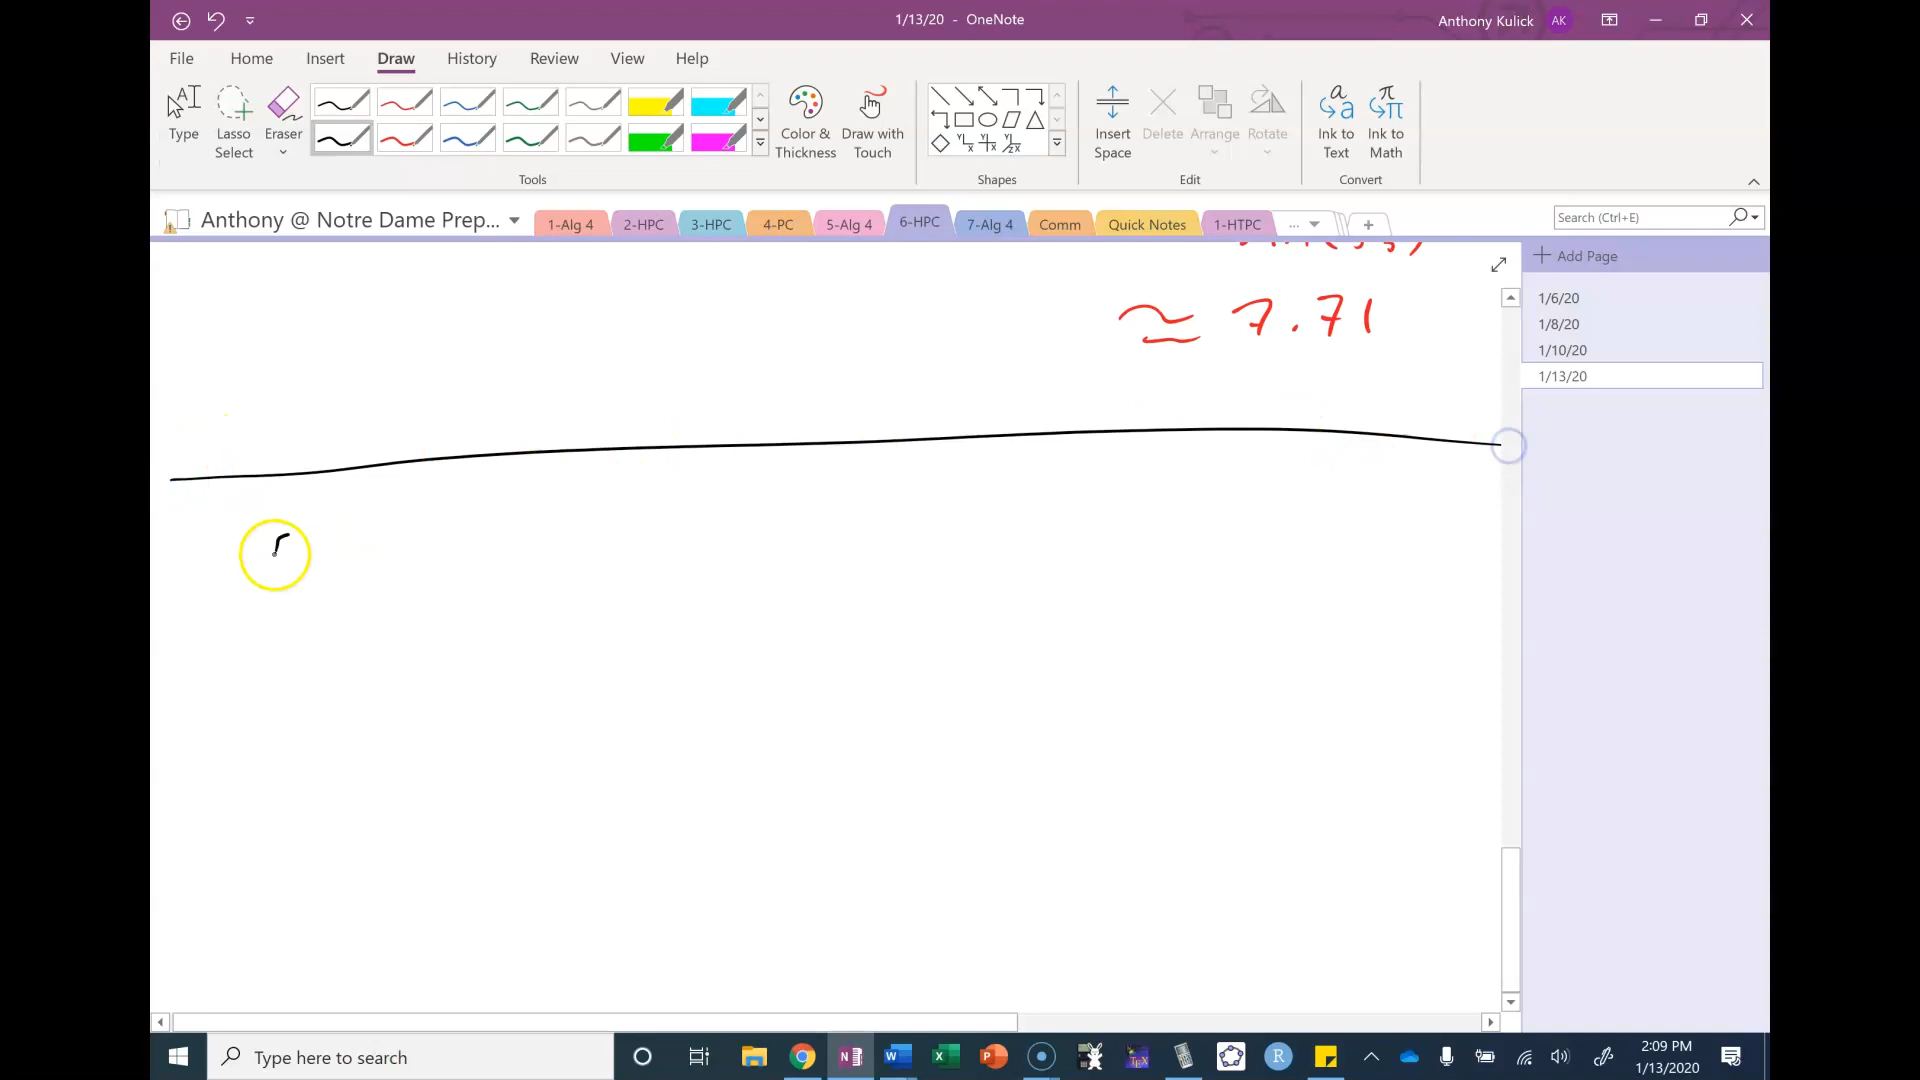 1/13/20 - OneNote
Anthony Kulick AK
File Home Insert Draw History Review View Help
Type
Lasso Select
Eraser
Color & Thickness
Draw with Touch
Insert Space
Delete
Arrange
Rotate
Ink to Text
Ink to Math
Tools Shapes Edit Convert
Anthony @ Notre Dame Prep...
1-Alg 4 2-HPC 3-HPC 4-PC 5-Alg 4 6-HPC 7-Alg 4 Comm Quick Notes 1-HTPC ...
Search (Ctrl+E)
Add Page
1/6/20
1/8/20
1/10/20
1/13/20
≈ 7.71
Type here to search
2:09 PM
1/13/2020